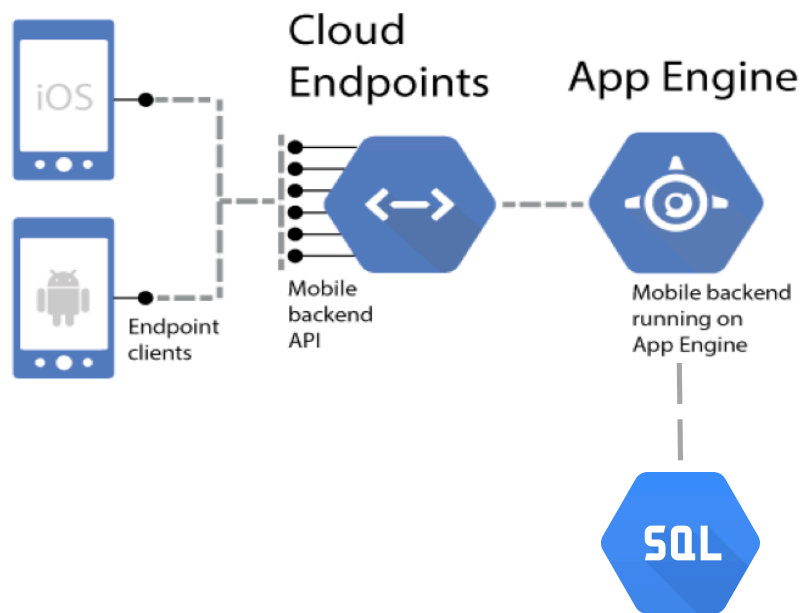 iOS
Endpoint
clients
Cloud
Endpoints
Mobile
backend
API
App Engine
Mobile backend
running on
App Engine
SQL